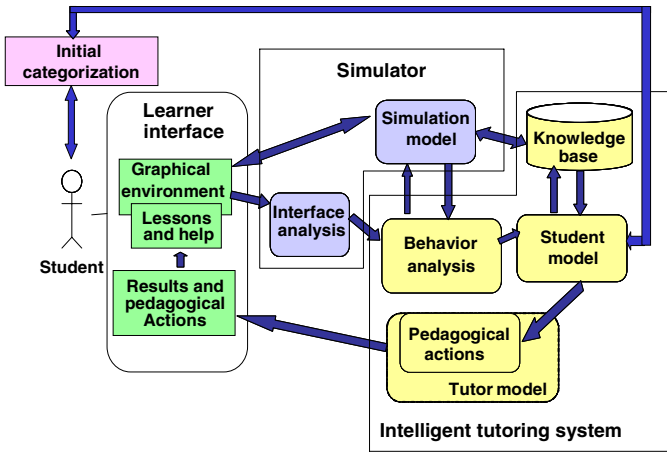 Initial
categorization
Simulator
Learner
interface
Simulation
model
Knowledge
base
Graphical
environment
Lessons
and help
Interface
analysis
Behavior
analysis
Student
model
Student
Results and
pedagogical
Actions
Pedagogical
actions
Tutor model
Intelligent tutoring system